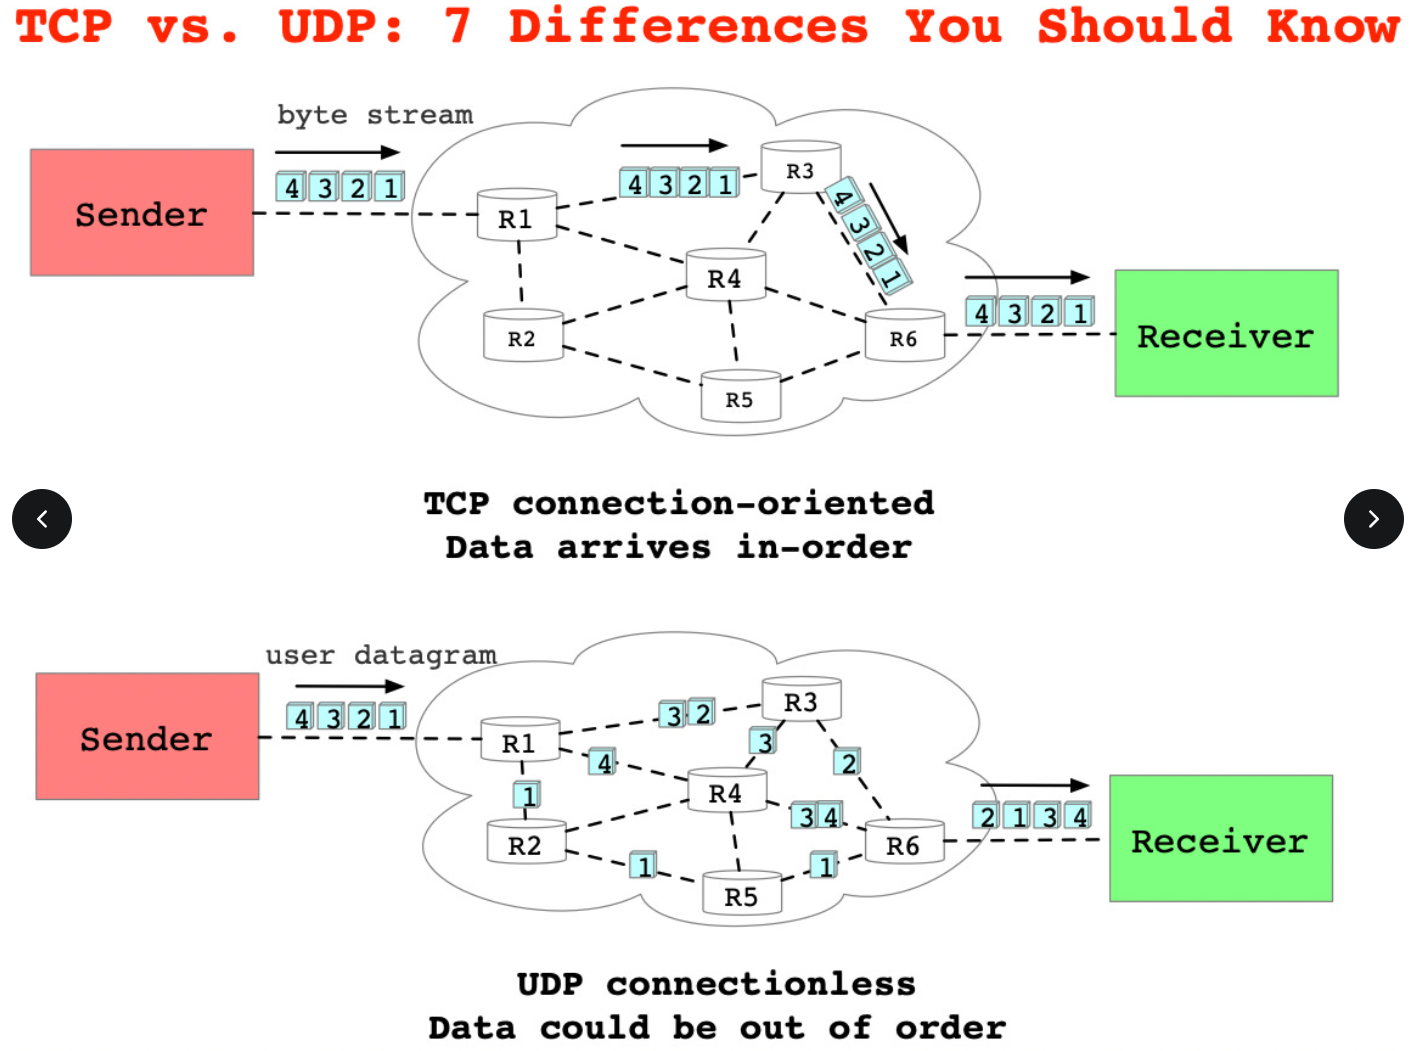 TCP vs. UDP: 7 Differences You Should Know
byte stream
Sender
4 3 2 1
R1
4 3 2 1
R3
4 3 2 1
R4
R2
R5
R6
4 3 2 1
Receiver
TCP connection-oriented
Data arrives in-order
user datagram
Sender
4 3 2 1
R1
3 2
R3
4
3
2
1
R4
3 4
R2
1
R5
1
R6
2 1 3 4
Receiver
UDP connectionless
Data could be out of order